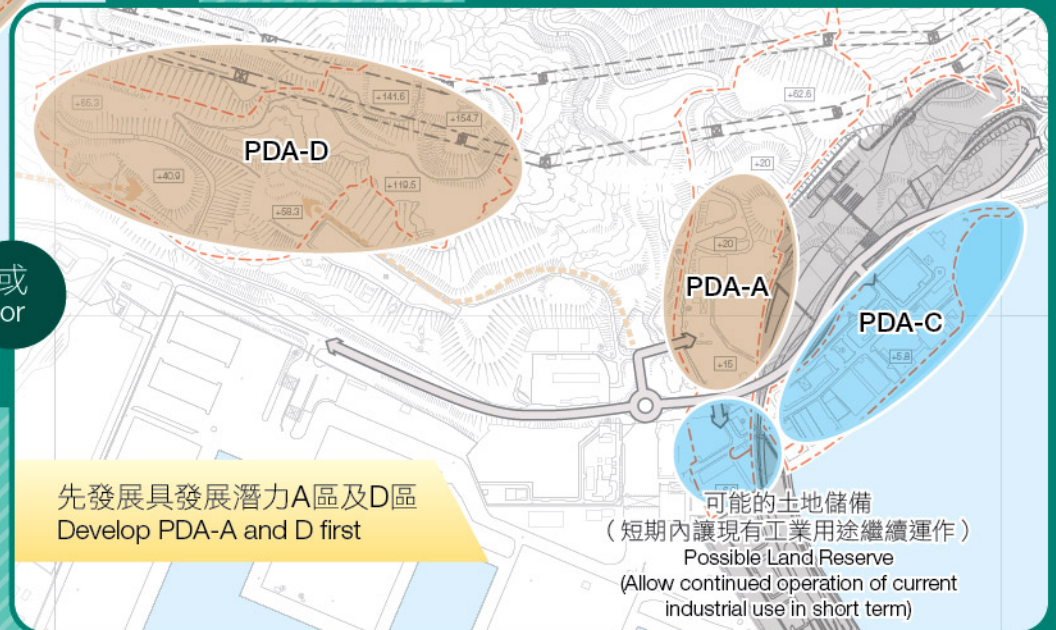 +65.3
+141.6
+154.7
PDA-D
+40.9
+119.5
+58.3
+62.6
+20
+20
PDA-A
+15
PDA-C
+5.8
或
or
先發展具發展潛力A區及D區
Develop PDA-A and D first
可能的土地儲備
（短期內讓現有工業用途繼續運作）
Possible Land Reserve
(Allow continued operation of current
industrial use in short term)